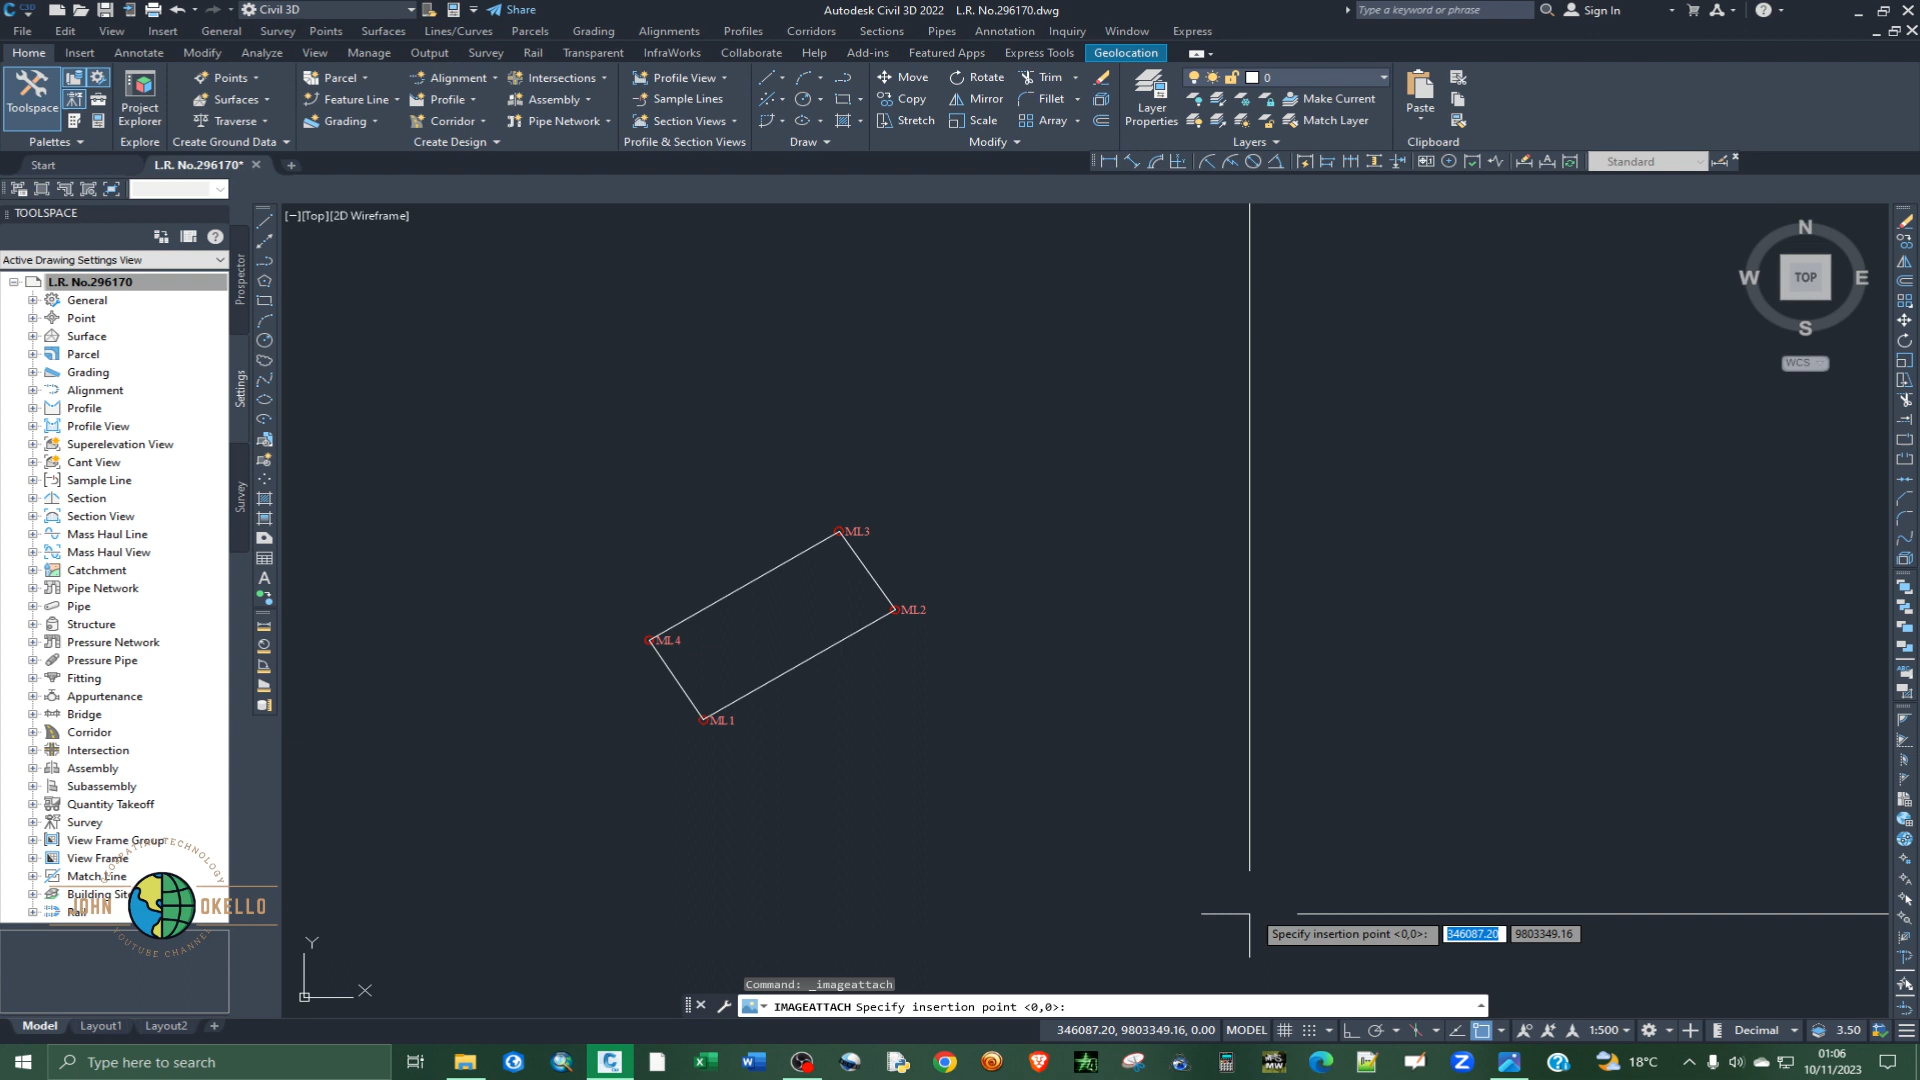 Civil 3D
Share
Autodesk Civil 3D 2022 L.R. No.296170.dwg
Type a keyword or phrase
Sign In
File Edit View Insert General Survey Points Surfaces Lines/Curves Parcels Grading Alignments Profiles Corridors Sections Pipes Annotation Inquiry Window Express
Home Insert Annotate Modify Analyze View Manage Output Survey Rail Transparent InfraWorks Collaborate Help Add-ins Featured Apps Express Tools Geolocation
Points Parcel Alignment Intersections Profile View Move Rotate Trim 0
Surfaces Feature Line Profile Assembly Sample Lines Copy Mirror Fillet Make Current
Toolspace Project Explorer Layer Properties Paste
Traverse Grading Corridor Pipe Network Section Views Stretch Scale Array Match Layer
Palettes Explore Create Ground Data Create Design Profile & Section Views Draw Modify Layers Clipboard
Start L.R. No.296170*
Standard
TOOLSPACE
[−][Top][2D Wireframe]
Active Drawing Settings View
L.R. No.296170
General
Point
Surface
Parcel
Grading
Alignment
Profile
Profile View
Superelevation View
Cant View
Sample Line
Section
Section View
Mass Haul Line
Mass Haul View
Catchment
Pipe Network
Pipe
Structure
Pressure Network
Pressure Pipe
Fitting
Appurtenance
Bridge
Corridor
Intersection
Assembly
Subassembly
Quantity Takeoff
Survey
View Frame Group
View Frame
Match Line
Building Site
Rail
Prospector
Settings
Survey
N
W TOP E
S
WCS
ML3
ML2
ML4
ML1
GEOSPATIAL TECHNOLOGY
JOHN OKELLO
YOUTUBE CHANNEL
Y
X
Specify insertion point <0,0>: 346087.20 9803349.16
Command: _imageattach
IMAGEATTACH Specify insertion point <0,0>:
Model Layout1 Layout2
346087.20, 9803349.16, 0.00 MODEL 1:500 Decimal 3.50
Type here to search
18°C
01:06
10/11/2023